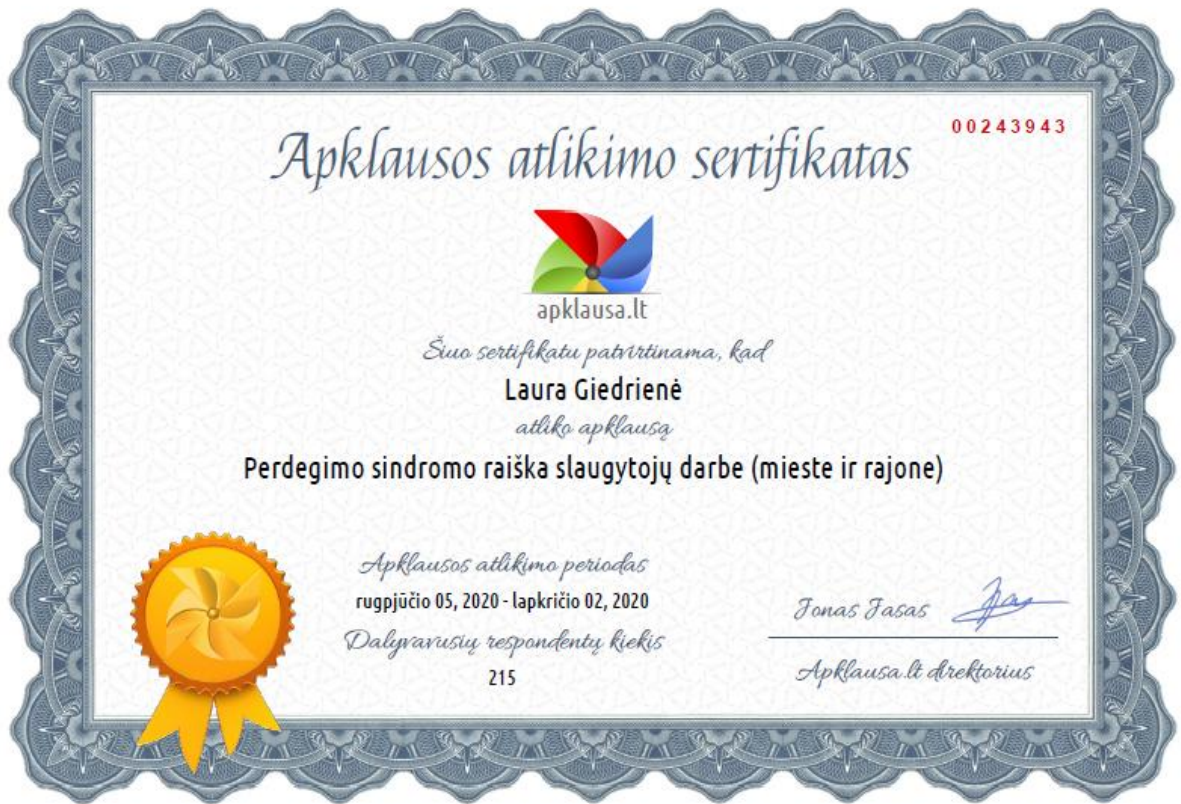 00243943
Apklausos atlikimo sertifikatas
apklausa.lt
Šiuo sertifikatu patvirtinama, kad
Laura Giedrienė
atliko apklausą
Perdegimo sindromo raiška slaugytojų darbe (mieste ir rajone)
Apklausos atlikimo periodas
rugpjūčio 05, 2020 - lapkričio 02, 2020
Dalyvavusių respondentų kiekis
215
Jonas Jasas
Apklausa.lt direktorius